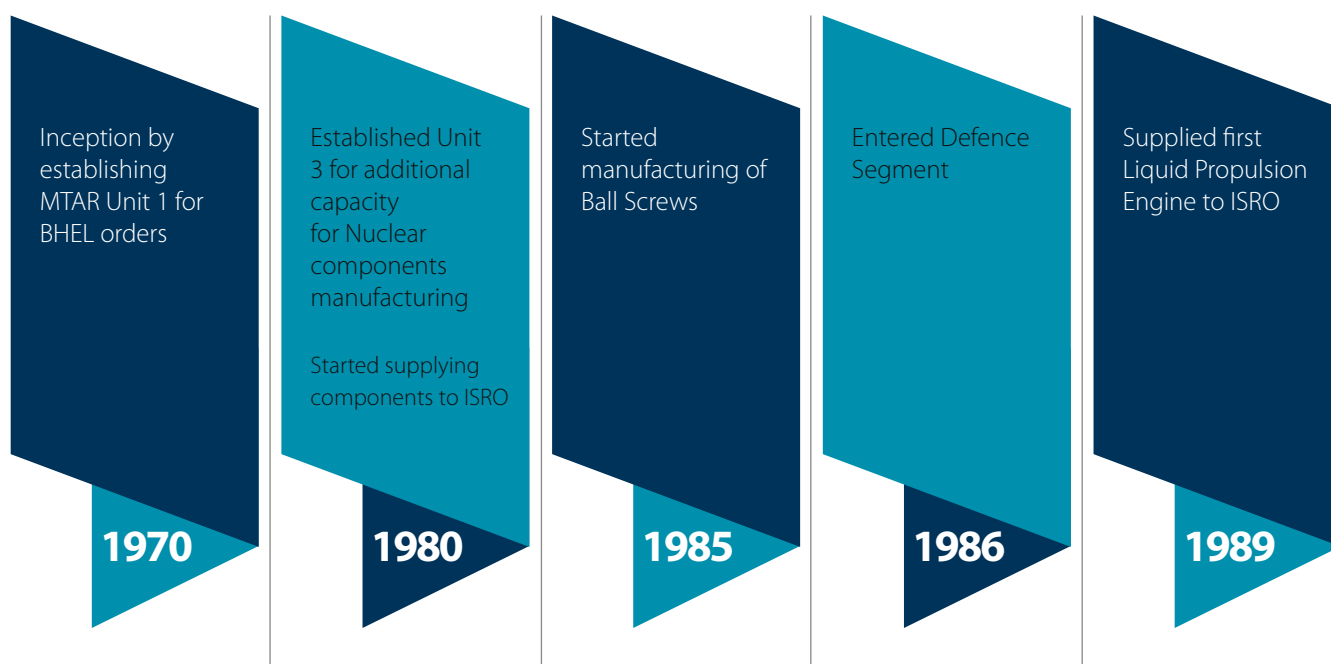 Inception by
establishing
MTAR Unit 1 for
BHEL orders
1970
Established Unit
3 for additional
capacity
for Nuclear
components
manufacturing
Started supplying
components to ISRO
1980
Started
manufacturing of
Ball Screws
1985
Entered Defence
Segment
1986
Supplied first
Liquid Propulsion
Engine to ISRO
1989